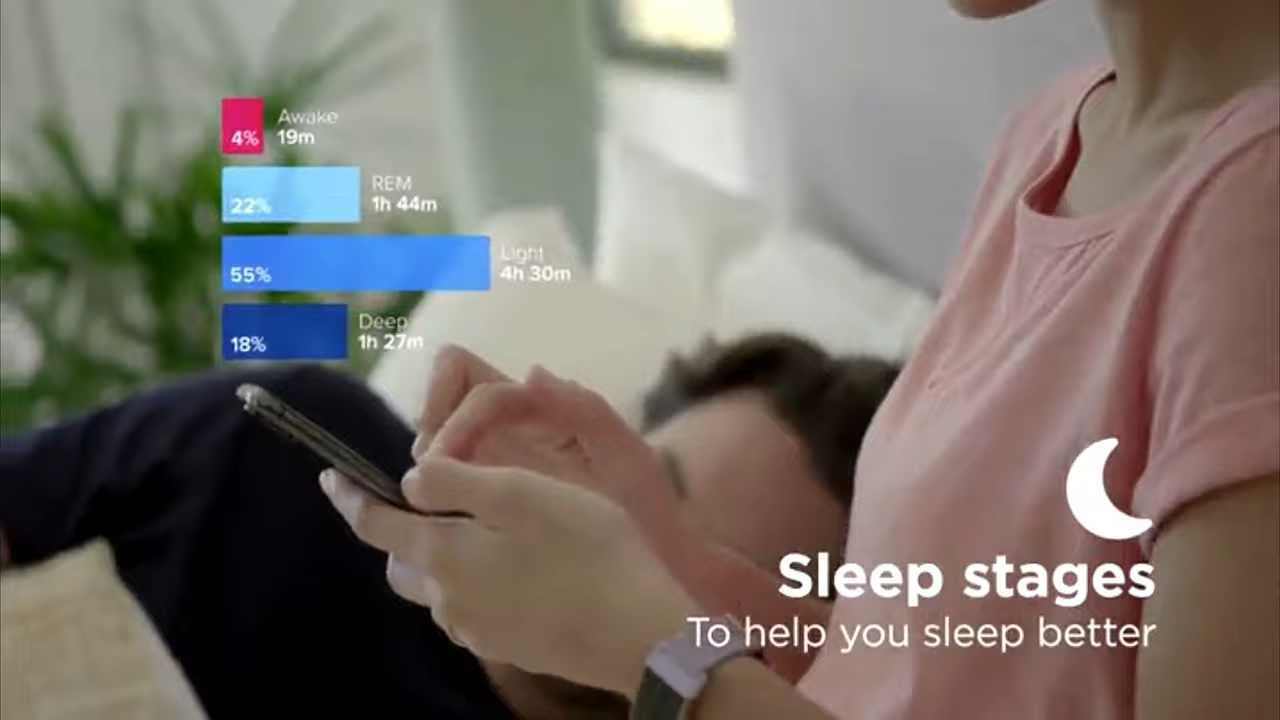 4% Awake
19m
22% REM
1h 44m
55% Light
4h 30m
18% Deep
1h 27m
Sleep stages
To help you sleep better